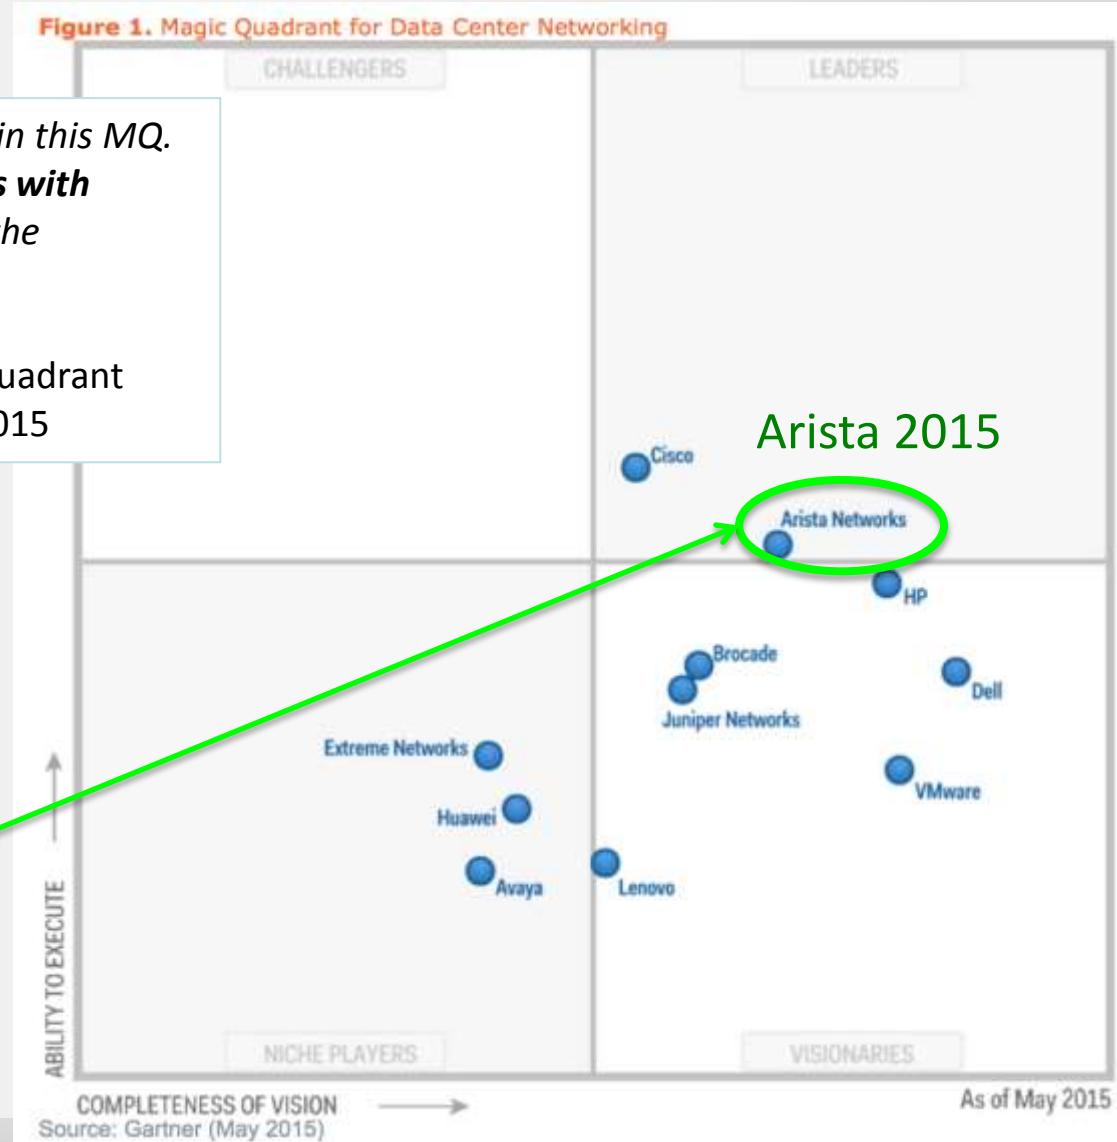 Figure 1. Magic Quadrant for Data Center Networking
CHALLENGERS
LEADERS
in this MQ.
s with
he
uadrant
015
Arista 2015
Cisco
Arista Networks
HP
Brocade
Dell
Juniper Networks
Extreme Networks
VMware
Huawei
Avaya
Lenovo
ABILITY TO EXECUTE
NICHE PLAYERS
VISIONARIES
COMPLETENESS OF VISION
As of May 2015
Source: Gartner (May 2015)